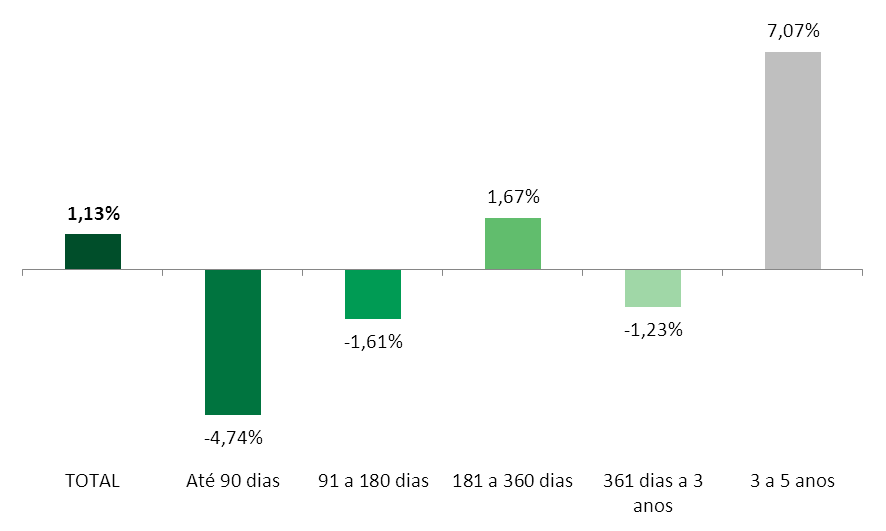 7,07%
1,67%
1,13%
-1,23%
-1,61%
-4,74%
TOTAL
Até 90 dias
91 a 180 dias
181 a 360 dias
361 dias a 3
anos
3 a 5 anos